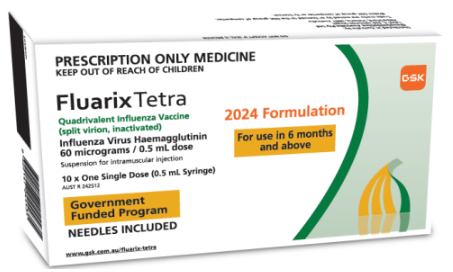 PRESCRIPTION ONLY MEDICINE
KEEP OUT OF REACH OF CHILDREN
FluarixTetra
Quadrivalent Influenza Vaccine
(split virion, inactivated)
Influenza Virus Haemagglutinin
60 micrograms / 0.5 mL dose
Suspension for intramuscular injection
10 x One Single Dose (0.5 mL Syringe)
AUST R 242512
Government
Funded Program
NEEDLES INCLUDED
www.gsk.com.au/fluarix-tetra
2024 Formulation
For use in 6 months
and above
GSK